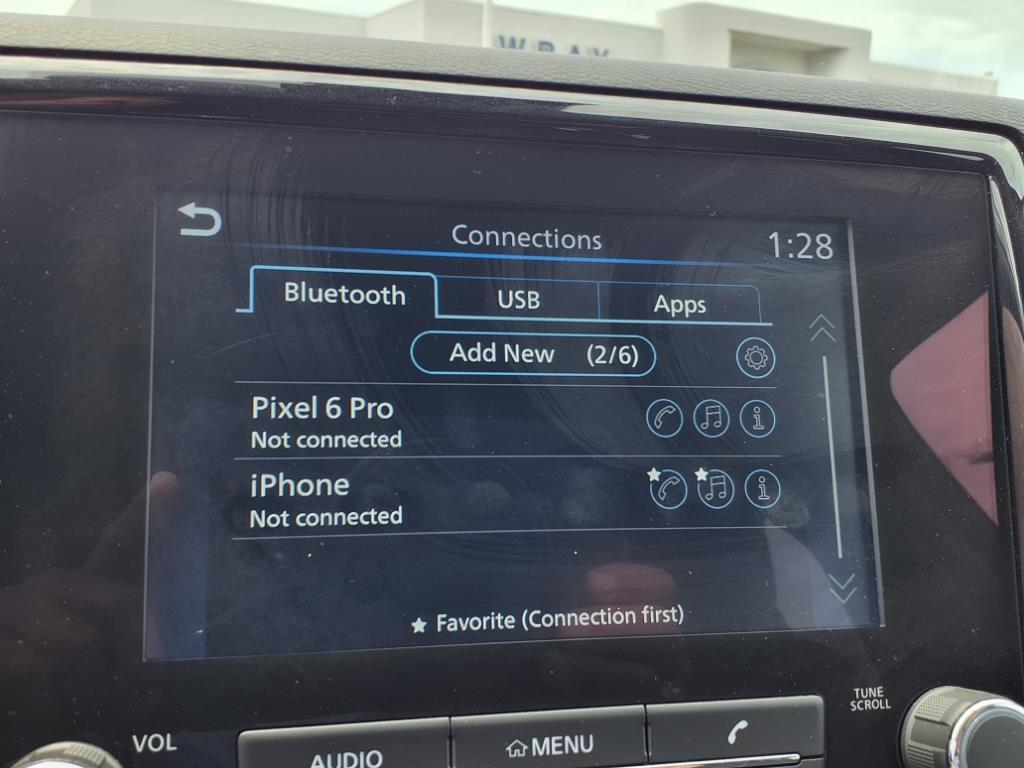 WRAY
Connections
1:28
Bluetooth
USB
Apps
Add New (2/6)
Pixel 6 Pro
Not connected
iPhone
Not connected
★ Favorite (Connection first)
TUNE
SCROLL
VOL
AUDIO
MENU